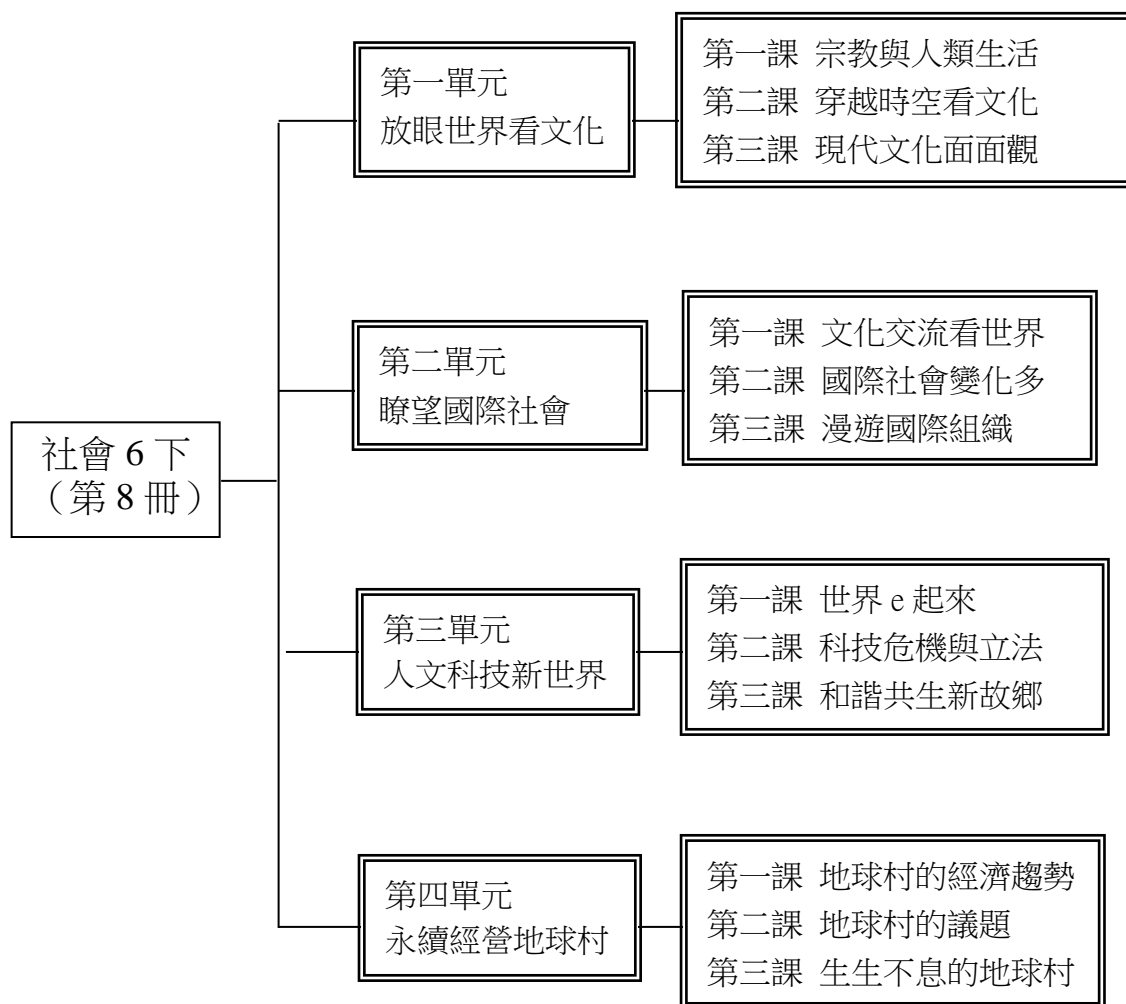 社會 6 下
（第 8 冊）
第一單元
放眼世界看文化
第一課 宗教與人類生活
第二課 穿越時空看文化
第三課 現代文化面面觀
第二單元
瞭望國際社會
第一課 文化交流看世界
第二課 國際社會變化多
第三課 漫遊國際組織
第三單元
人文科技新世界
第一課 世界 e 起來
第二課 科技危機與立法
第三課 和諧共生新故鄉
第四單元
永續經營地球村
第一課 地球村的經濟趨勢
第二課 地球村的議題
第三課 生生不息的地球村